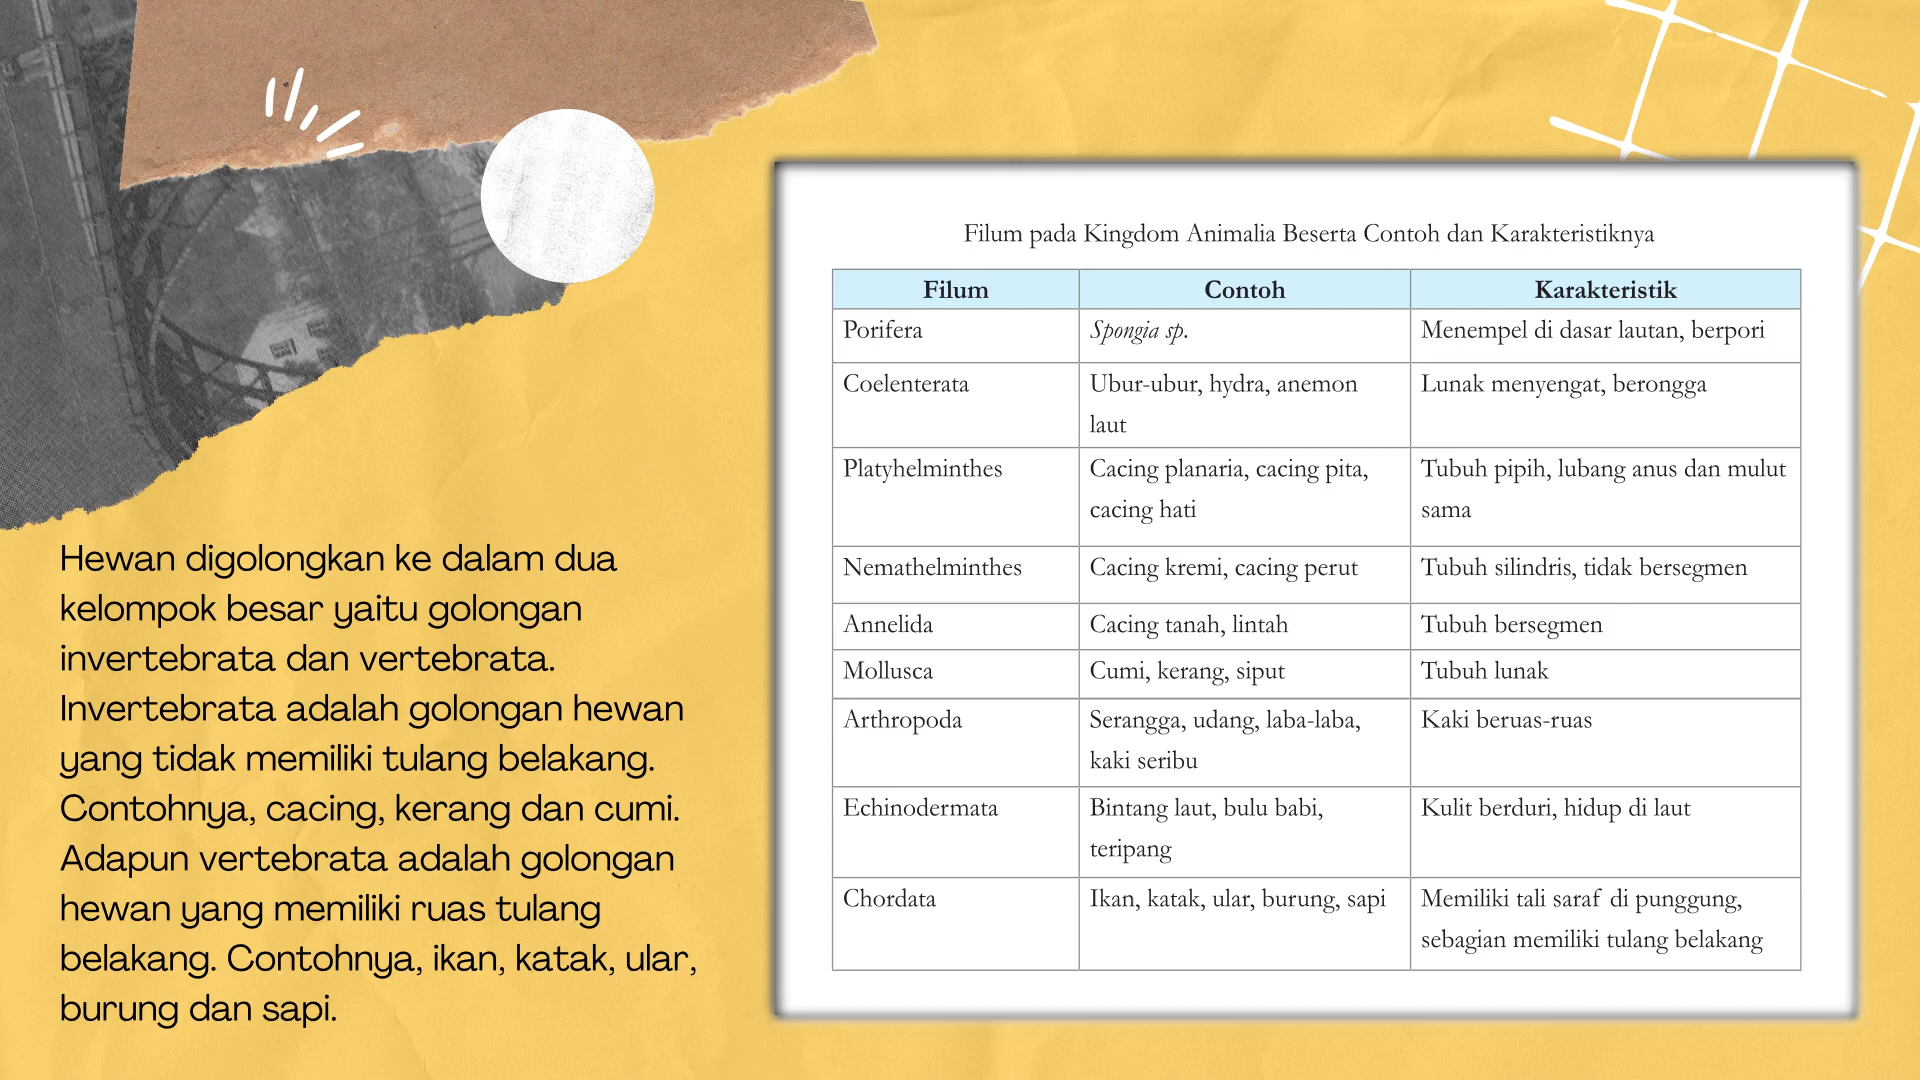 Hewan digolongkan ke dalam dua
kelompok besar yaitu golongan
invertebrata dan vertebrata.
Invertebrata adalah golongan hewan
yang tidak memiliki tulang belakang.
Contohnya, cacing, kerang dan cumi.
Adapun vertebrata adalah golongan
hewan yang memiliki ruas tulang
belakang. Contohnya, ikan, katak, ular,
burung dan sapi.
Filum pada Kingdom Animalia Beserta Contoh dan Karakteristiknya
Filum Contoh Karakteristik
Porifera Spongia sp. Menempel di dasar lautan, berpori
Coelenterata Ubur-ubur, hydra, anemon Lunak menyengat, berongga
laut
Platyhelminthes Cacing planaria, cacing pita, Tubuh pipih, lubang anus dan mulut
cacing hati sama
Nemathelminthes Cacing kremi, cacing perut Tubuh silindris, tidak bersegmen
Annelida Cacing tanah, lintah Tubuh bersegmen
Mollusca Cumi, kerang, siput Tubuh lunak
Arthropoda Serangga, udang, laba-laba, Kaki beruas-ruas
kaki seribu
Echinodermata Bintang laut, bulu babi, Kulit berduri, hidup di laut
teripang
Chordata Ikan, katak, ular, burung, sapi Memiliki tali saraf di punggung,
sebagian memiliki tulang belakang